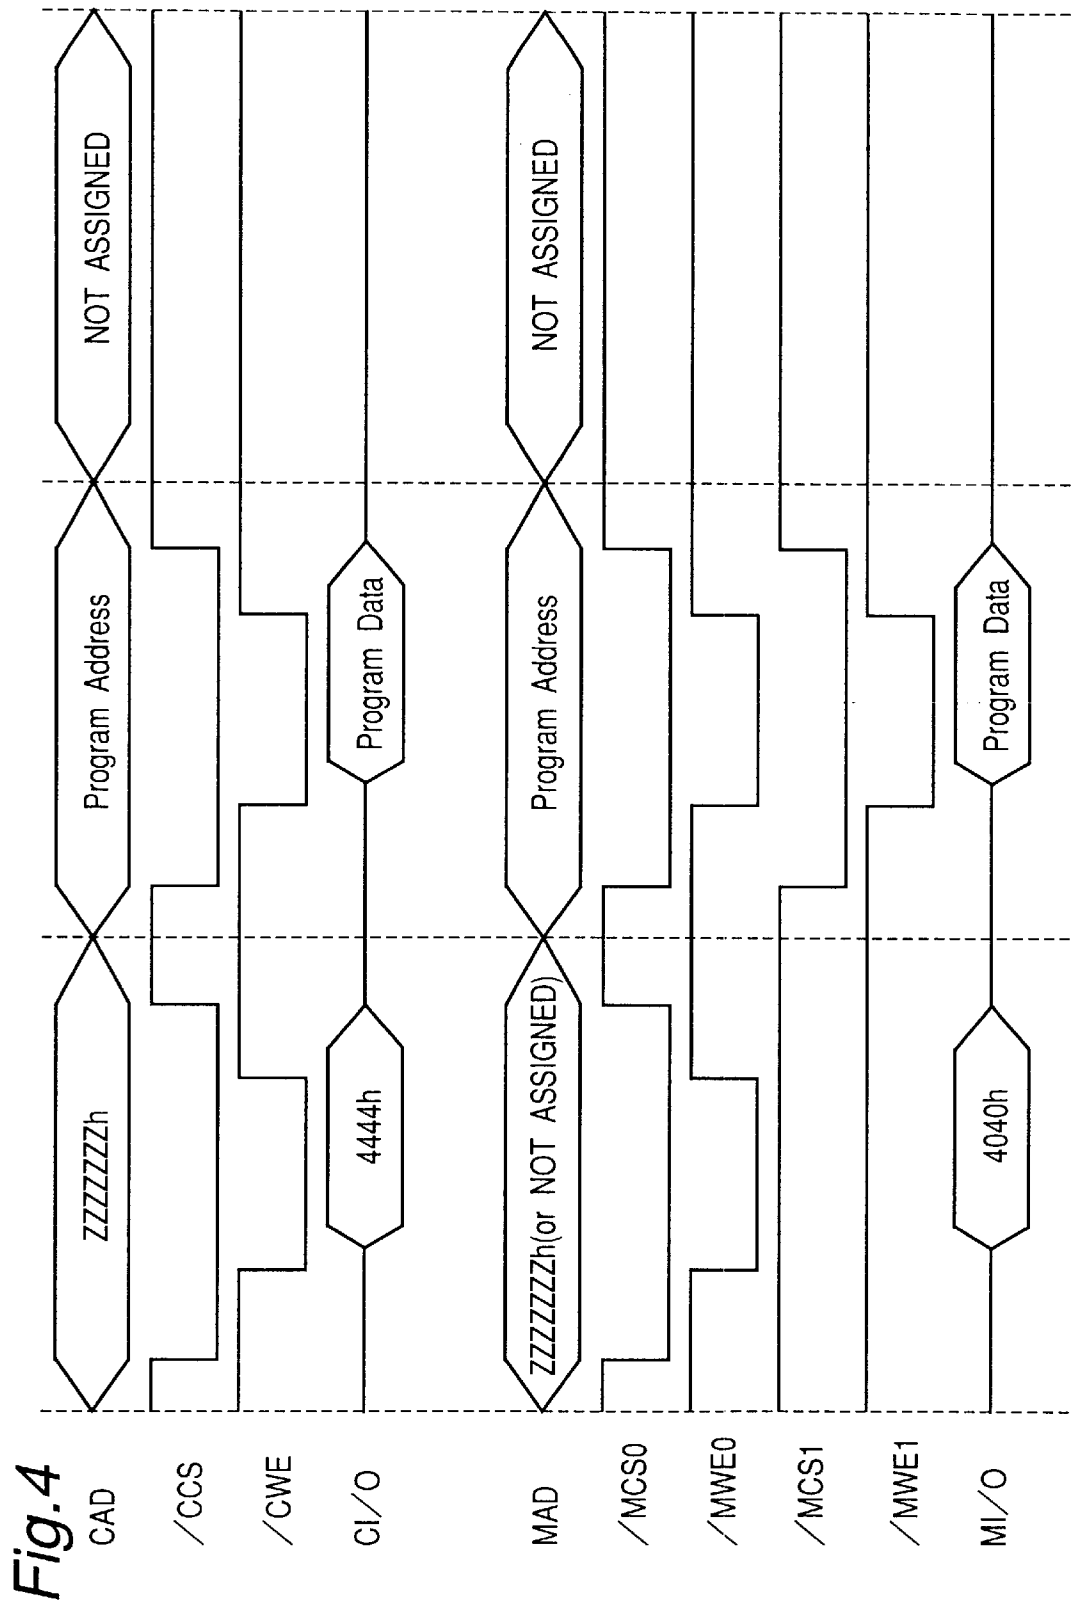 Fig.4
CAD
ZZZZZZZh
Program Address
NOT ASSIGNED
/CCS
/CWE
CI/O
4444h
Program Data
MAD
ZZZZZZZh(or NOT ASSIGNED)
Program Address
NOT ASSIGNED
/MCS0
/MWE0
/MCS1
/MWE1
MI/O
4040h
Program Data